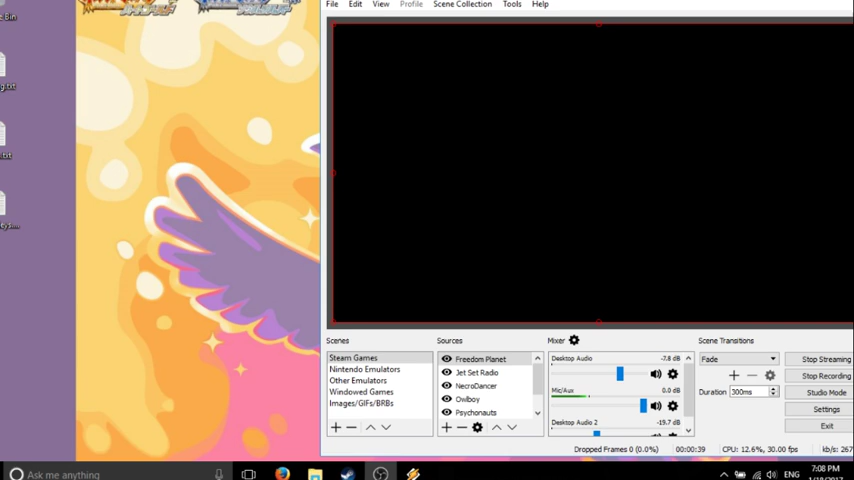 File Edit View Profile Scene Collection Tools Help
Scenes
Sources
Mixer
Scene Transitions
Steam Games
Nintendo Emulators
Other Emulators
Windowed Games
Images/GIFs/BRBs
Freedom Planet
Jet Set Radio
NecroDancer
Owlboy
Psychonauts
Desktop Audio -7.8 dB
Mic/Aux 0.0 dB
Desktop Audio 2 -19.7 dB
Fade
Duration 300ms
Stop Streaming
Stop Recording
Studio Mode
Settings
Exit
Dropped Frames 0 (0.0%) 00:00:39 CPU: 12.6%, 30.00 fps kb/s: 267
Ask me anything
ENG
7:08 PM